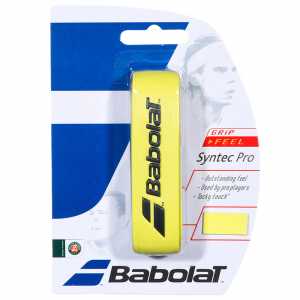 BABOLAT
GRIP
+FEEL
Syntec Pro
- Outstanding feel
- Used by pro players
- Tacky touch
BABOLAT